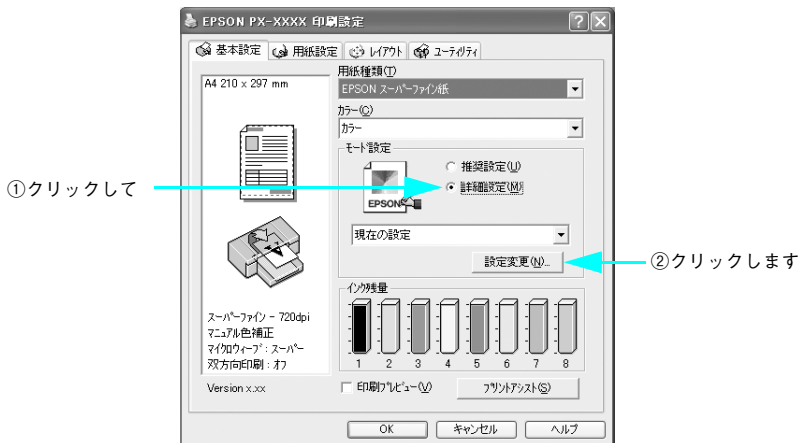 EPSON PX-XXXX 印刷設定
基本設定 用紙設定 レイアウト ユーティリティ
A4 210 x 297 mm
用紙種類(T)
EPSON スーパーファイン紙
カラー(C)
カラー
モード設定
推奨設定(U)
①クリックして
詳細設定(M)
EPSON
現在の設定
設定変更(N)...
②クリックします
インク残量
スーパーファイン - 720dpi
マニュアル色補正
マイクロウィーブ：スーパー
双方向印刷：オフ
1 2 3 4 5 6 7 8
Version x.xx
印刷プレビュー(V)
プリントアシスト(S)
OK キャンセル ヘルプ